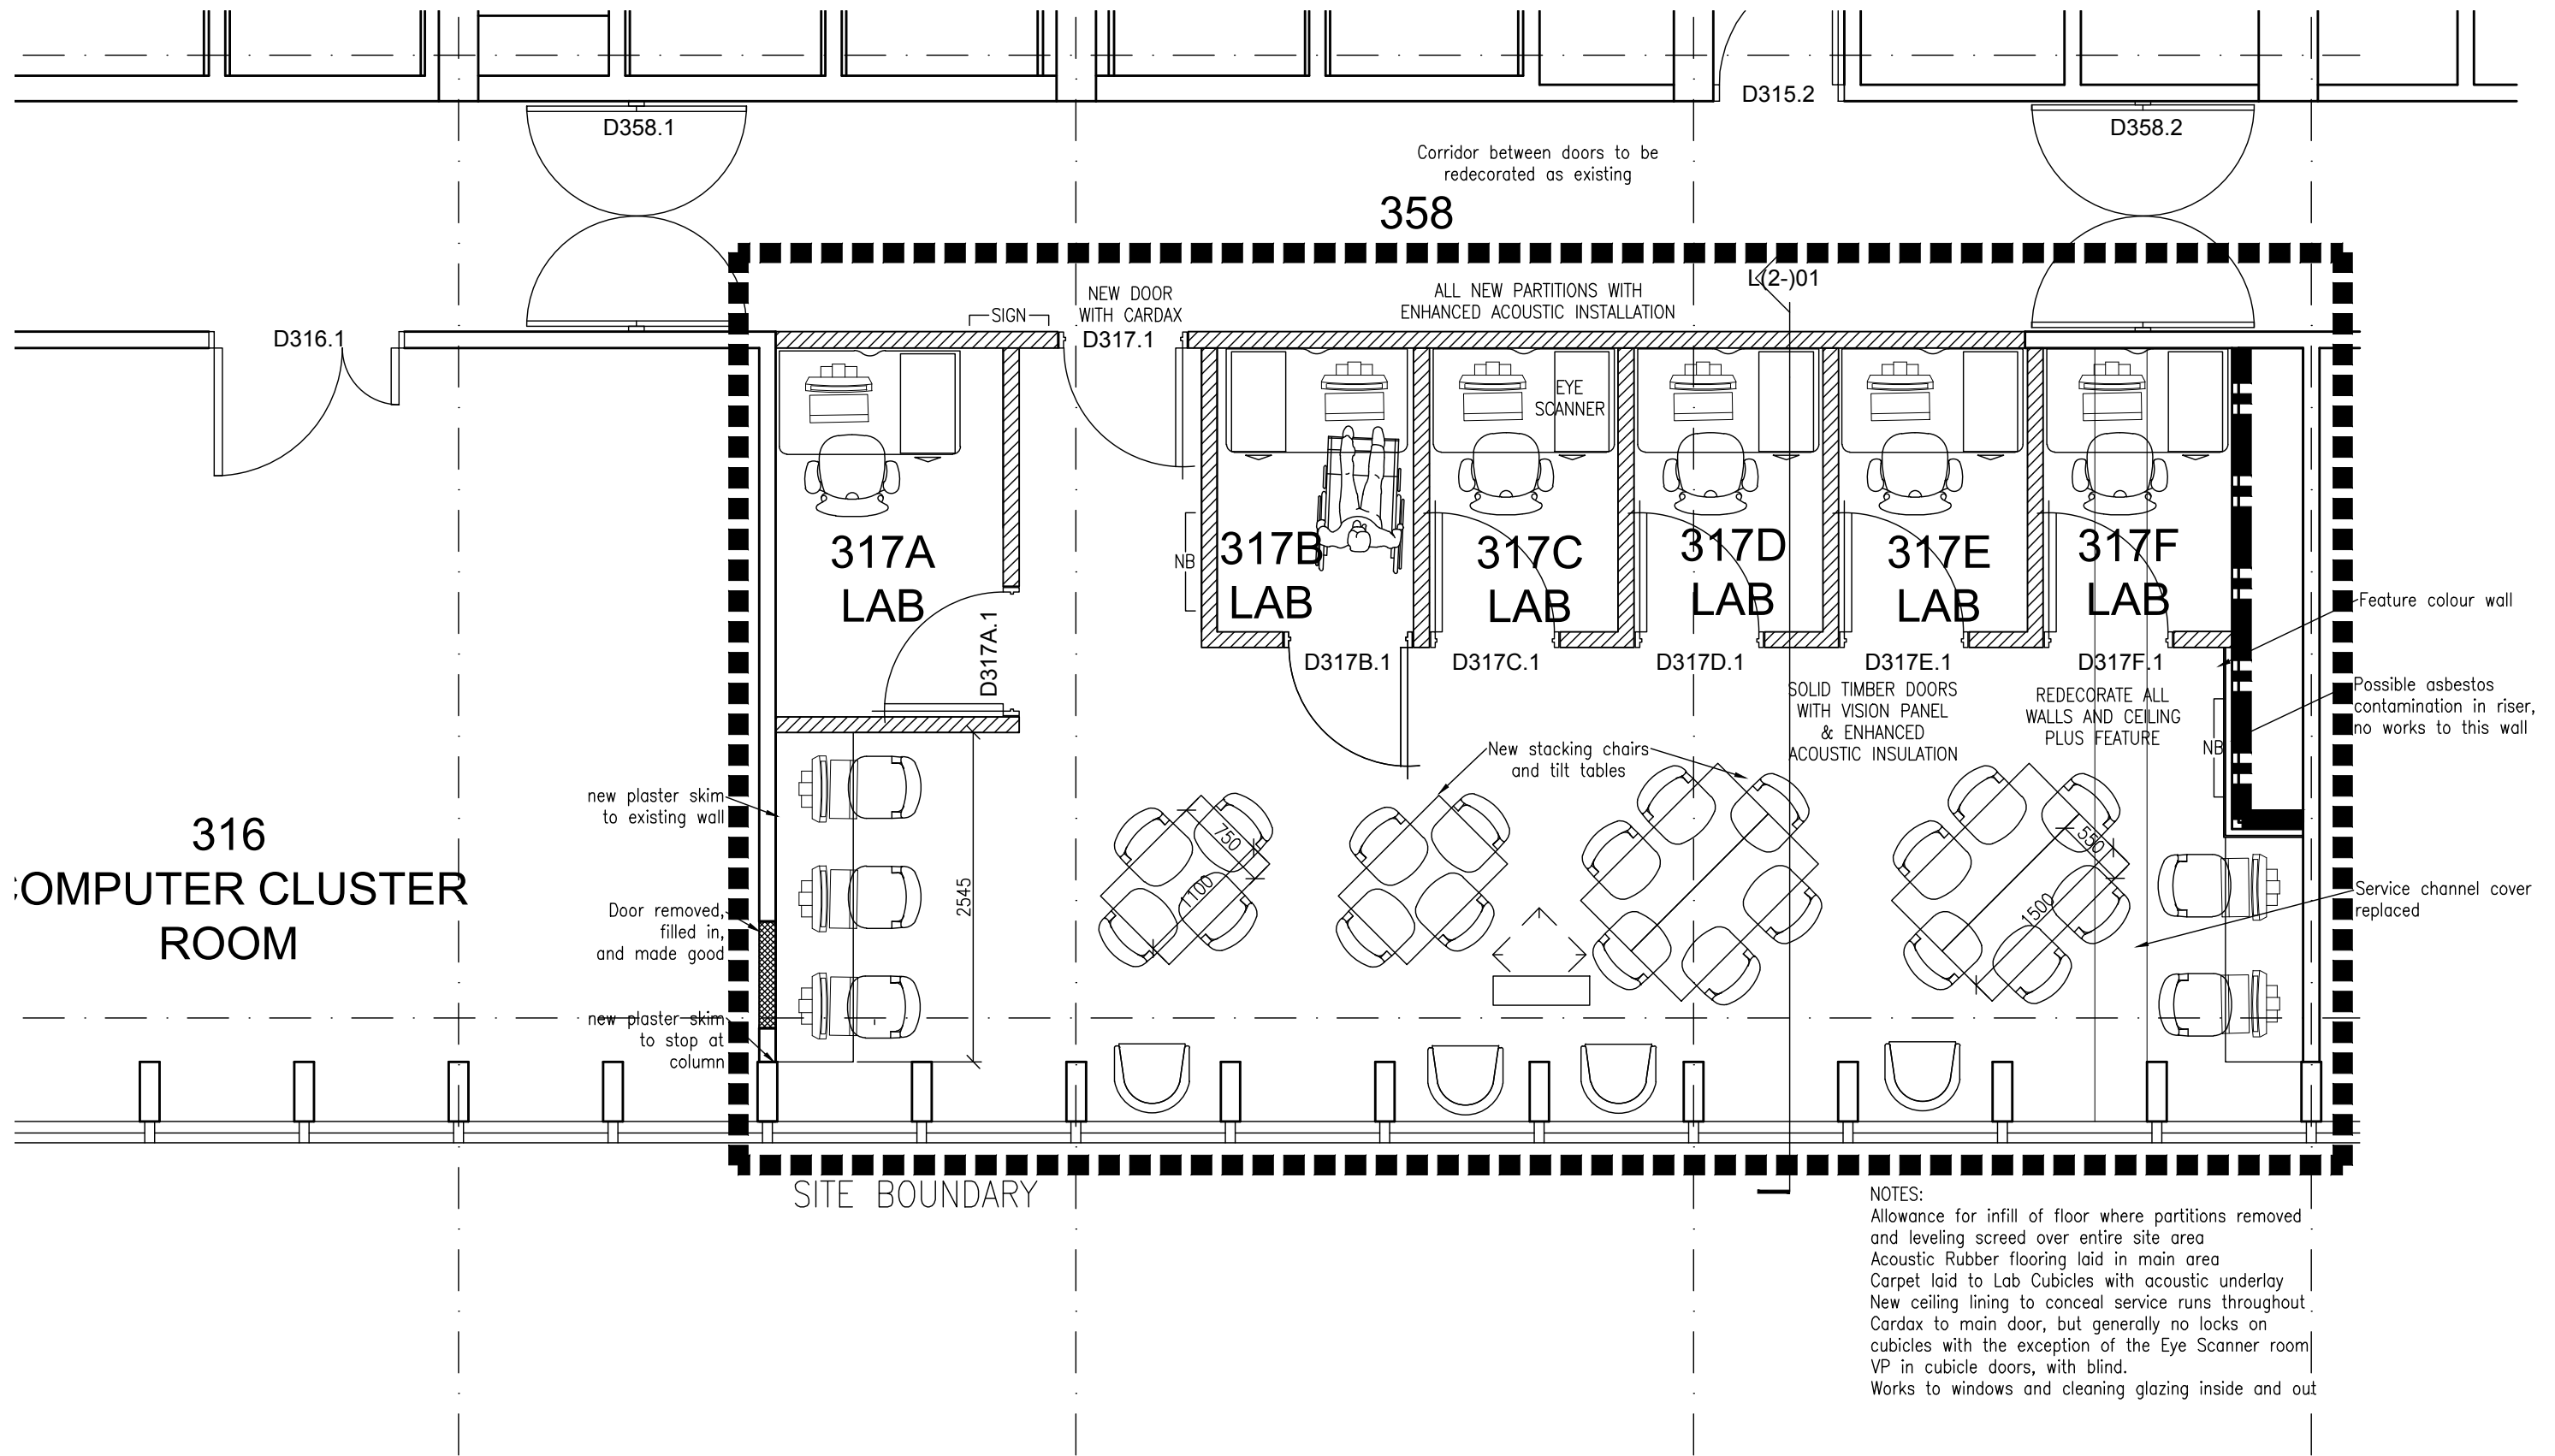 D315.2
D358.1
D358.2
Corridor between doors to be
redecorated as existing
358
L(2-)01
NEW DOOR
WITH CARDAX
SIGN
ALL NEW PARTITIONS WITH
ENHANCED ACOUSTIC INSTALLATION
D316.1
D317.1
EYE
SCANNER
317A
LAB
317B
LAB
317C
LAB
317D
LAB
317E
LAB
317F
LAB
NB
D317A.1
D317B.1
D317C.1
D317D.1
D317E.1
D317F.1
Feature colour wall
Possible asbestos
contamination in riser,
no works to this wall
SOLID TIMBER DOORS
WITH VISION PANEL
& ENHANCED
ACOUSTIC INSULATION
REDECORATE ALL
WALLS AND CEILING
PLUS FEATURE
NB
New stacking chairs
and tilt tables
new plaster skim
to existing wall
316
COMPUTER CLUSTER
ROOM
750
1100
2545
550
1500
Service channel cover
replaced
Door removed,
filled in,
and made good
new plaster skim
to stop at
column
SITE BOUNDARY
NOTES:
Allowance for infill of floor where partitions removed
and leveling screed over entire site area
Acoustic Rubber flooring laid in main area
Carpet laid to Lab Cubicles with acoustic underlay
New ceiling lining to conceal service runs throughout
Cardax to main door, but generally no locks on
cubicles with the exception of the Eye Scanner room
VP in cubicle doors, with blind.
Works to windows and cleaning glazing inside and out